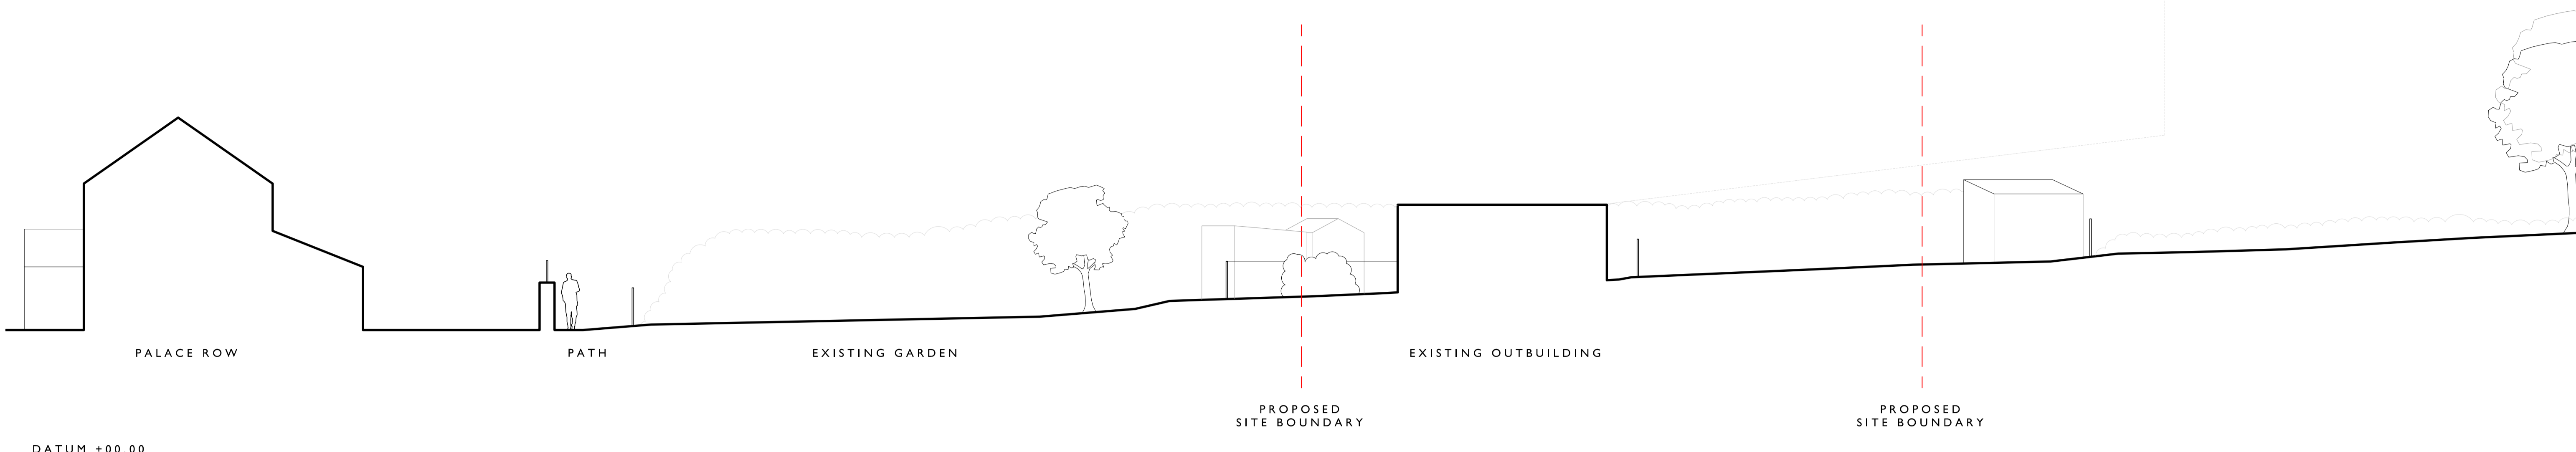 PALACE ROW
PATH
EXISTING GARDEN
EXISTING OUTBUILDING
PROPOSED
SITE BOUNDARY
PROPOSED
SITE BOUNDARY
DATUM +00.00